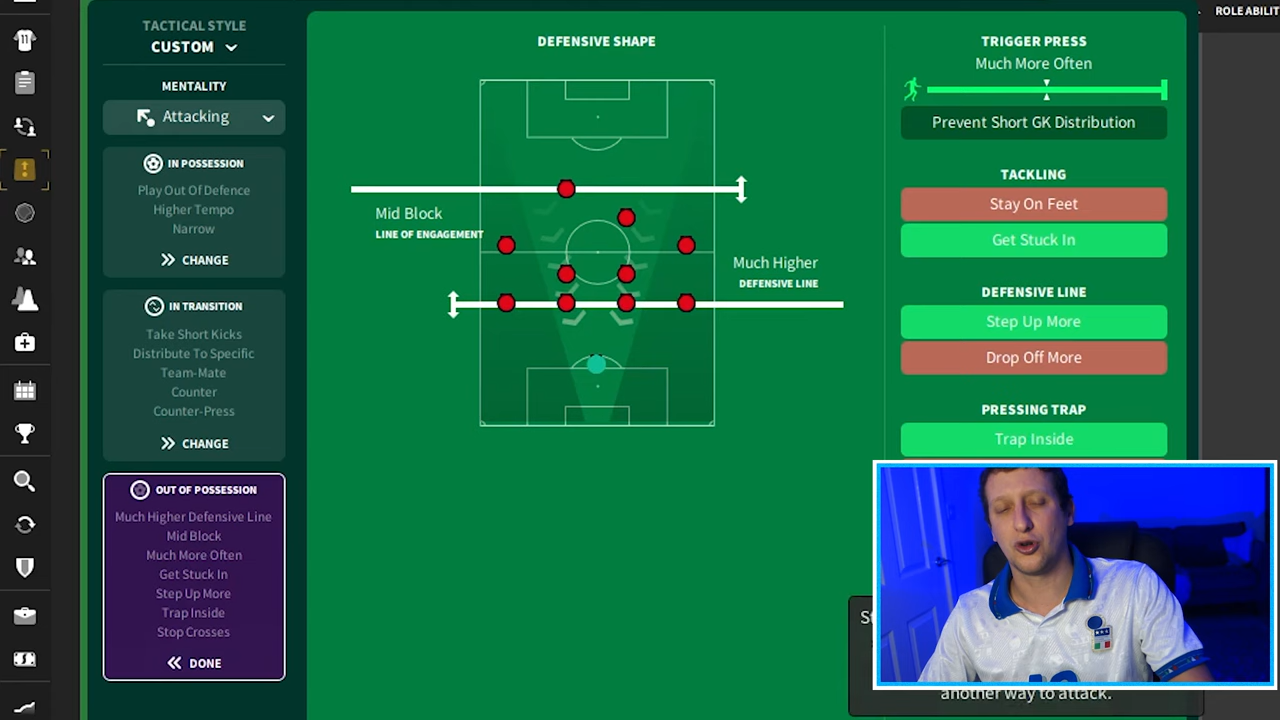 ROLE ABILIT
TACTICAL STYLE
CUSTOM
MENTALITY
Attacking
IN POSSESSION
Play Out Of Defence
Higher Tempo
Narrow
CHANGE
IN TRANSITION
Take Short Kicks
Distribute To Specific
Team-Mate
Counter
Counter-Press
CHANGE
OUT OF POSSESSION
Much Higher Defensive Line
Mid Block
Much More Often
Get Stuck In
Step Up More
Trap Inside
Stop Crosses
DONE
DEFENSIVE SHAPE
Mid Block
LINE OF ENGAGEMENT
Much Higher
DEFENSIVE LINE
TRIGGER PRESS
Much More Often
Prevent Short GK Distribution
TACKLING
Stay On Feet
Get Stuck In
DEFENSIVE LINE
Step Up More
Drop Off More
PRESSING TRAP
Trap Inside
another way to attack.